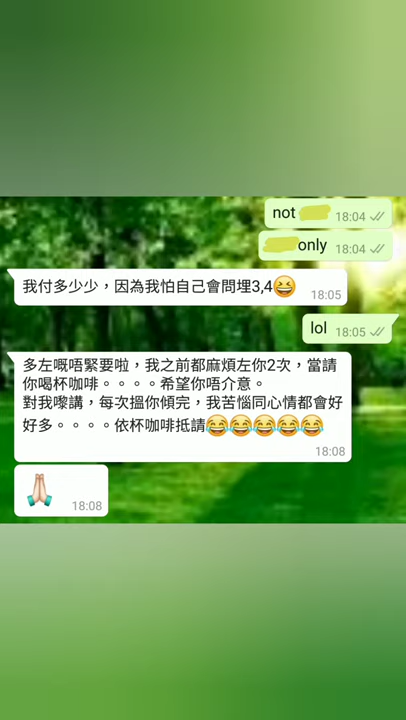 not
18:04
only
18:04
我付多少少，因為我怕自己會問埋3,4😆
18:05
lol
18:05
多左嘅唔緊要啦，我之前都麻煩左你2次，當請
你喝杯咖啡。。。。希望你唔介意。
對我嚟講，每次搵你傾完，我苦惱同心情都會好
好多。。。。依杯咖啡抵請😂😂😂😂😂
18:08
🙏🏻
18:08